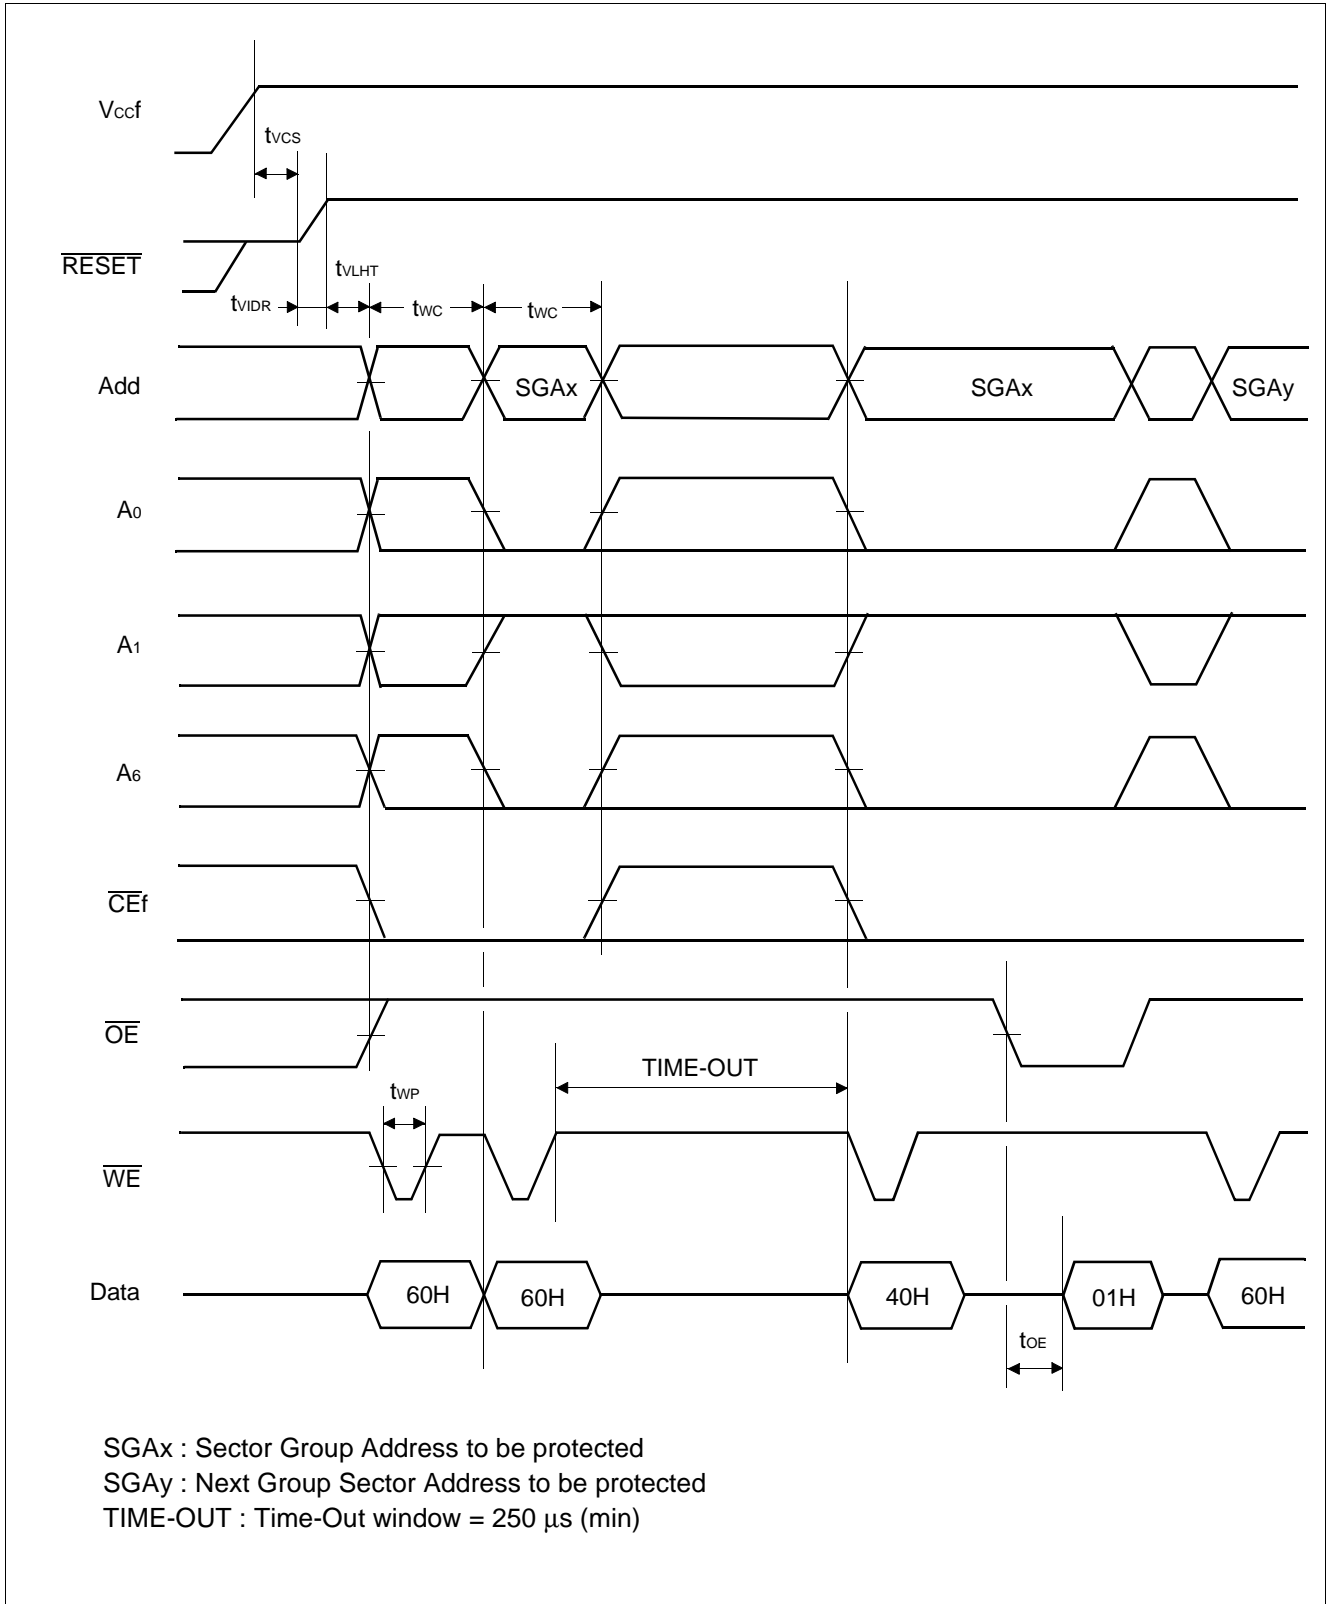 Vccf
tVCS
RESET
tVLHT
tVIDR
tWC
tWC
Add
SGAx
SGAx
SGAy
A0
A1
A6
CEf
OE
TIME-OUT
tWP
WE
Data
60H
60H
40H
01H
60H
tOE
SGAx : Sector Group Address to be protected
SGAy : Next Group Sector Address to be protected
TIME-OUT : Time-Out window = 250 μs (min)